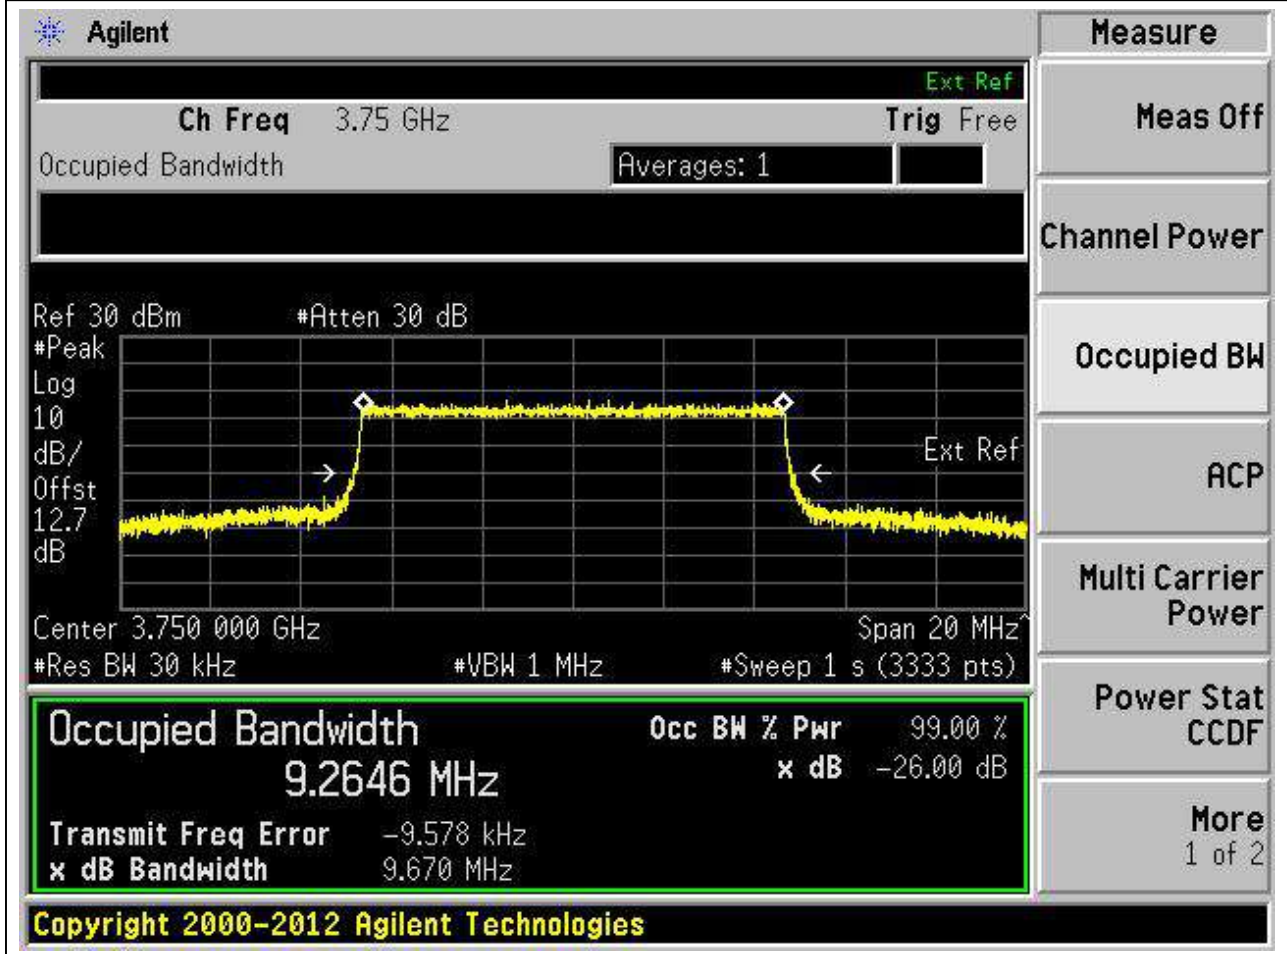 Agilent
Measure
Ext Ref
Ch Freq 3.75 GHz Trig Free
Meas Off
Occupied Bandwidth Averages: 1
Channel Power
Ref 30 dBm #Atten 30 dB
#Peak
Log
10
dB/
Offst
12.7
dB
Ext Ref
Occupied BW
ACP
Center 3.750 000 GHz Span 20 MHz^
#Res BW 30 kHz #VBW 1 MHz #Sweep 1 s (3333 pts)
Multi Carrier
Power
Occupied Bandwidth Occ BW % Pwr 99.00 %
9.2646 MHz x dB -26.00 dB
Power Stat
CCDF
Transmit Freq Error -9.578 kHz
x dB Bandwidth 9.670 MHz
More
1 of 2
Copyright 2000-2012 Agilent Technologies